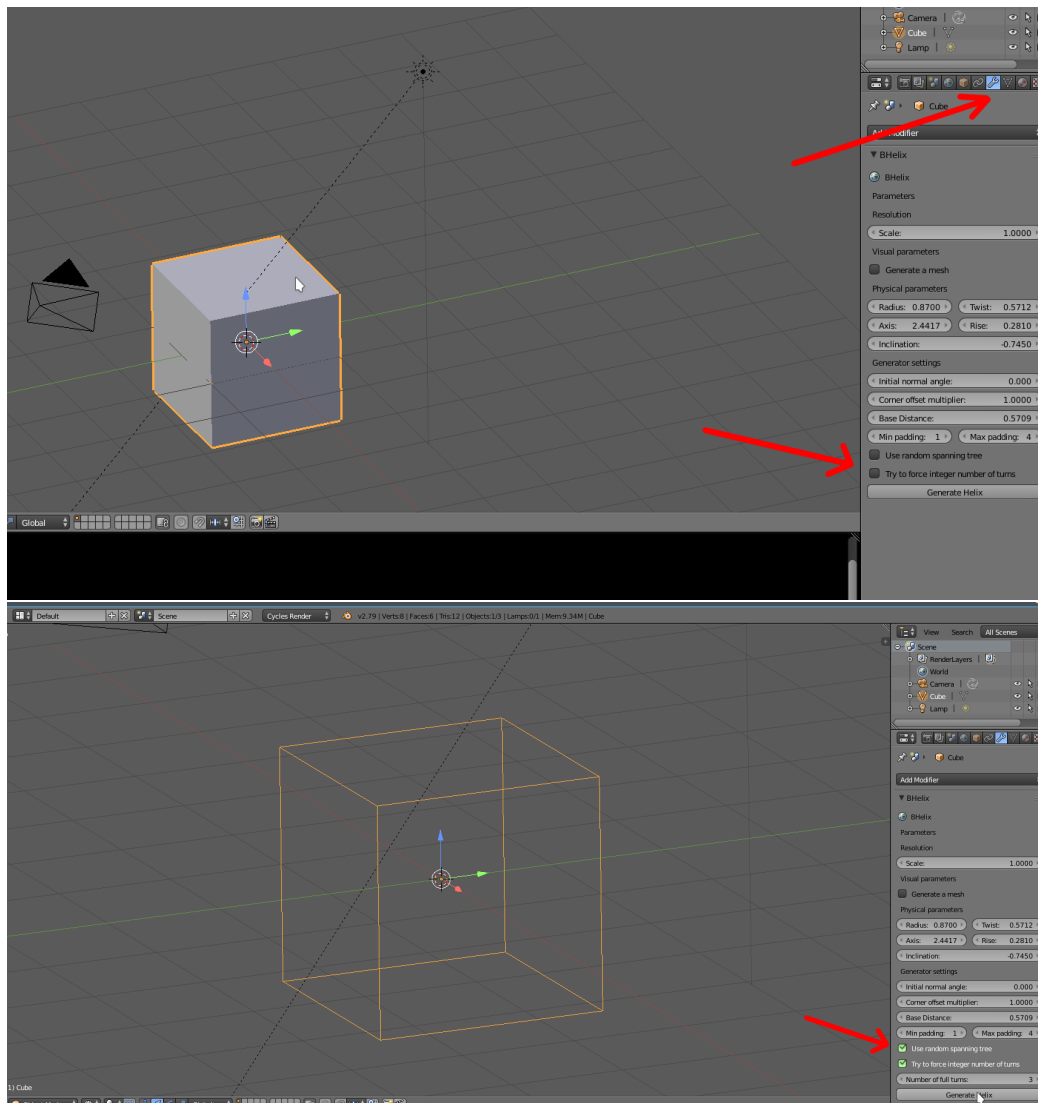 Camera
Cube
Lamp
Cube
Add Modifier
BHelix
BHelix
Parameters
Resolution
Scale: 1.0000
Visual parameters
Generate a mesh
Physical parameters
Radius: 0.8700 Twist: 0.5712
Axis: 2.4417 Rise: 0.2810
Inclination: -0.7450
Generator settings
Initial normal angle: 0.000
Corner offset multiplier: 1.0000
Base Distance: 0.5709
Min padding: 1 Max padding: 4
Use random spanning tree
Try to force integer number of turns
Generate Helix
Global
Default Scene Cycles Render v2.79 | Verts:8 | Faces:6 | Tris:12 | Objects:1/3 | Lamps:0/1 | Mem:9.34M | Cube
View Search All Scenes
Scene
RenderLayers
World
Camera
Cube
Lamp
Cube
Add Modifier
BHelix
BHelix
Parameters
Resolution
Scale: 1.0000
Visual parameters
Generate a mesh
Physical parameters
Radius: 0.8700 Twist: 0.5712
Axis: 2.4417 Rise: 0.2810
Inclination: -0.7450
Generator settings
Initial normal angle: 0.000
Corner offset multiplier: 1.0000
Base Distance: 0.5709
Min padding: 1 Max padding: 4
Use random spanning tree
Try to force integer number of turns
Number of full turns: 3
Generate Helix
1) Cube